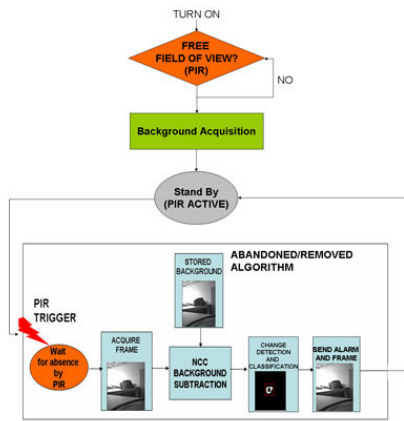 TURN ON
FREE
FIELD OF VIEW?
(PIR)
NO
Background Acquisition
Stand By
(PIR ACTIVE)
ABANDONED/REMOVED
ALGORITHM
STORED
BACKGROUND
PIR
TRIGGER
Wait
for absence
by
PIR
ACQUIRE
FRAME
NCC
BACKGROUND
SUBTRACTION
CHANGE
DETECTION
AND
CLASSIFICATION
SEND ALARM
AND FRAME